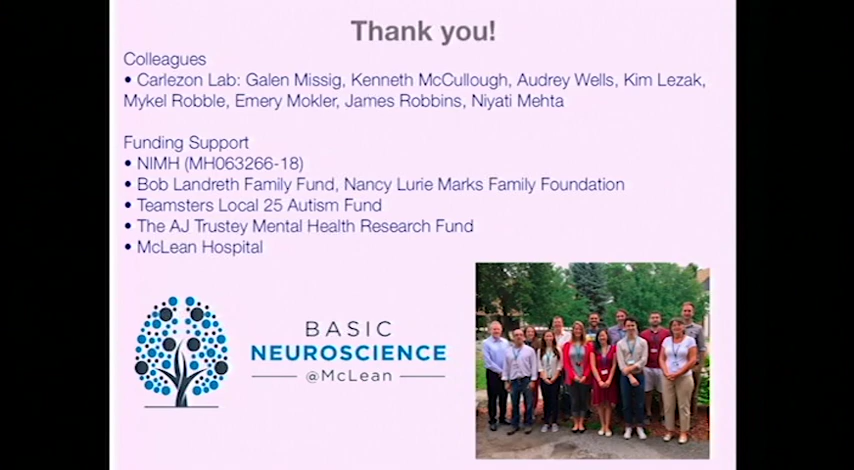 Thank you!
Colleagues
• Carlezon Lab: Galen Missig, Kenneth McCullough, Audrey Wells, Kim Lezak,
Mykel Robble, Emery Mokler, James Robbins, Niyati Mehta
Funding Support
• NIMH (MH063266-18)
• Bob Landreth Family Fund, Nancy Lurie Marks Family Foundation
• Teamsters Local 25 Autism Fund
• The AJ Trustey Mental Health Research Fund
• McLean Hospital
BASIC
NEUROSCIENCE
@McLean